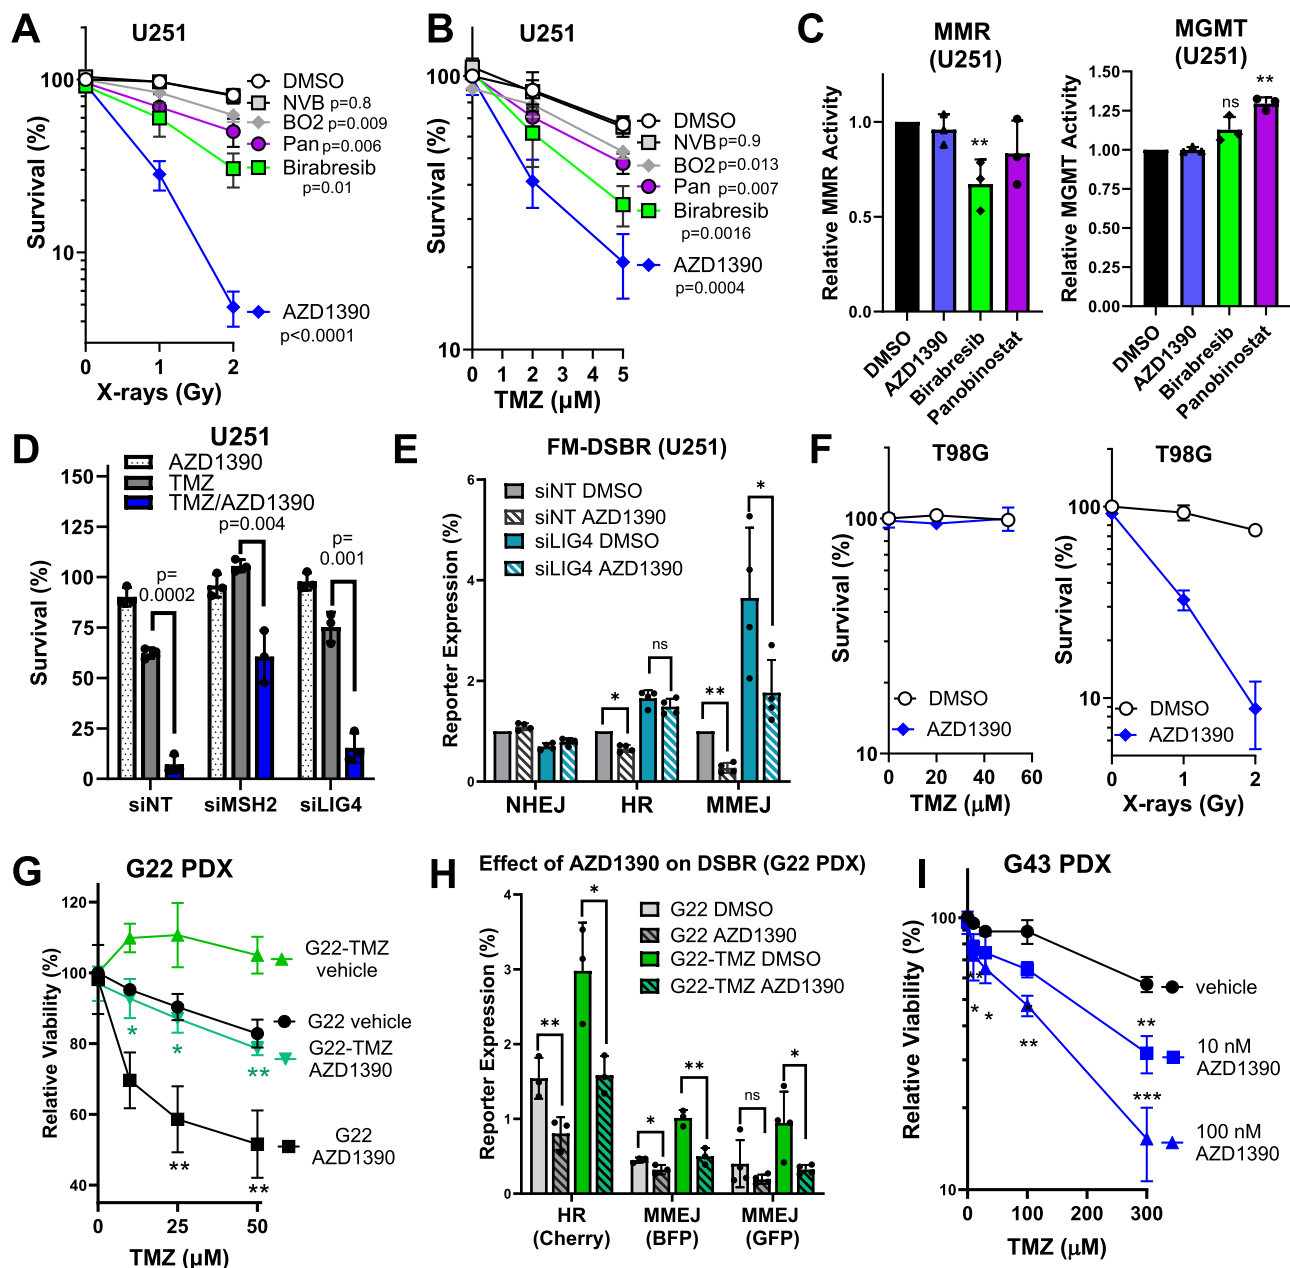 A
U251
100
10
Survival (%)
0
1
2
X-rays (Gy)
DMSO
NVB p=0.8
BO2 p=0.009
Pan p=0.006
Birabresib
p=0.01
AZD1390
p<0.0001
B
U251
100
10
Survival (%)
0
1
2
3
4
5
TMZ (μM)
DMSO
NVB p=0.9
BO2 p=0.013
Pan p=0.007
Birabresib
p=0.0016
AZD1390
p=0.0004
C
MMR
(U251)
1.0
0.5
0.0
Relative MMR Activity
**
DMSO
AZD1390
Birabresib
Panobinostat
MGMT
(U251)
1.50
1.25
1.00
0.75
0.50
0.25
0.00
Relative MGMT Activity
ns
**
DMSO
AZD1390
Birabresib
Panobinostat
D
U251
AZD1390
TMZ
TMZ/AZD1390
150
125
100
75
50
25
0
Survival (%)
p=
0.0002
p=0.004
p=
0.001
siNT
siMSH2
siLIG4
E
FM-DSBR (U251)
siNT DMSO
siNT AZD1390
siLIG4 DMSO
siLIG4 AZD1390
6
4
2
0
Reporter Expression (%)
*
ns
**
*
NHEJ
HR
MMEJ
F
T98G
100
10
Survival (%)
DMSO
AZD1390
0
20
40
60
TMZ (μM)
T98G
100
10
Survival (%)
DMSO
AZD1390
0
1
2
X-rays (Gy)
G
G22 PDX
120
100
80
60
40
Relative Viability (%)
G22-TMZ
vehicle
G22 vehicle
G22-TMZ
AZD1390
G22
AZD1390
*
*
**
**
**
0
25
50
TMZ (μM)
H
Effect of AZD1390 on DSBR (G22 PDX)
G22 DMSO
G22 AZD1390
G22-TMZ DMSO
G22-TMZ AZD1390
4
3
2
1
0
Reporter Expression (%)
**
*
*
**
ns
*
HR
(Cherry)
MMEJ
(BFP)
MMEJ
(GFP)
I
G43 PDX
100
10
Relative Viability (%)
vehicle
10 nM
AZD1390
100 nM
AZD1390
**
*
*
**
**
***
0
100
200
300
TMZ (μM)